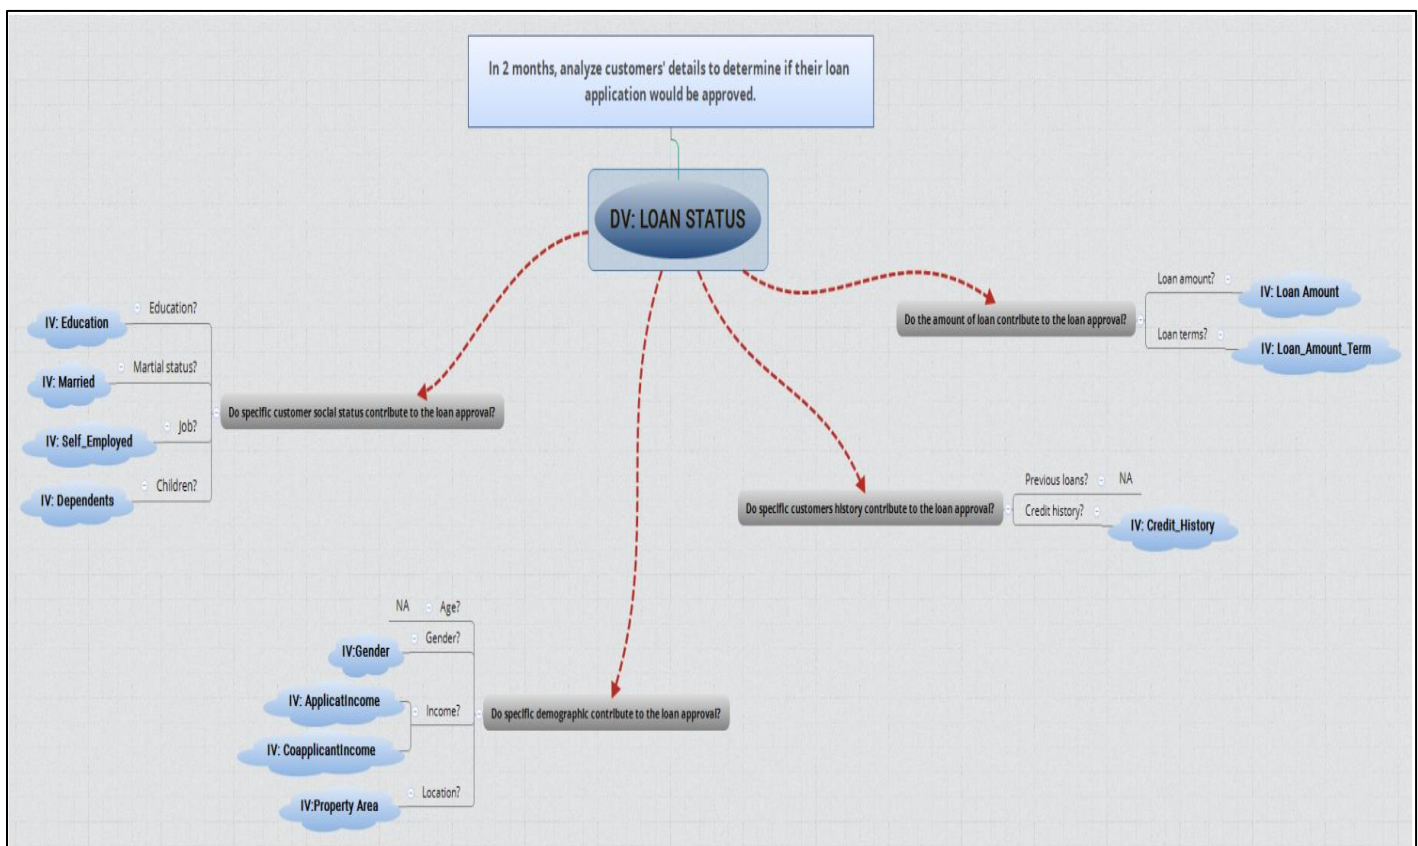 In 2 months, analyze customers' details to determine if their loan
application would be approved.
DV: LOAN STATUS
Education?
IV: Education
Martial status?
IV: Married
Job?
IV: Self_Employed
Children?
IV: Dependents
Do specific customer social status contribute to the loan approval?
Loan amount?
IV: Loan Amount
Do the amount of loan contribute to the loan approval?
Loan terms?
IV: Loan_Amount_Term
Previous loans?
NA
Do specific customers history contribute to the loan approval?
Credit history?
IV: Credit_History
NA
Age?
Gender?
IV:Gender
IV: ApplicatIncome
Income?
Do specific demographic contribute to the loan approval?
IV: CoapplicantIncome
Location?
IV:Property Area